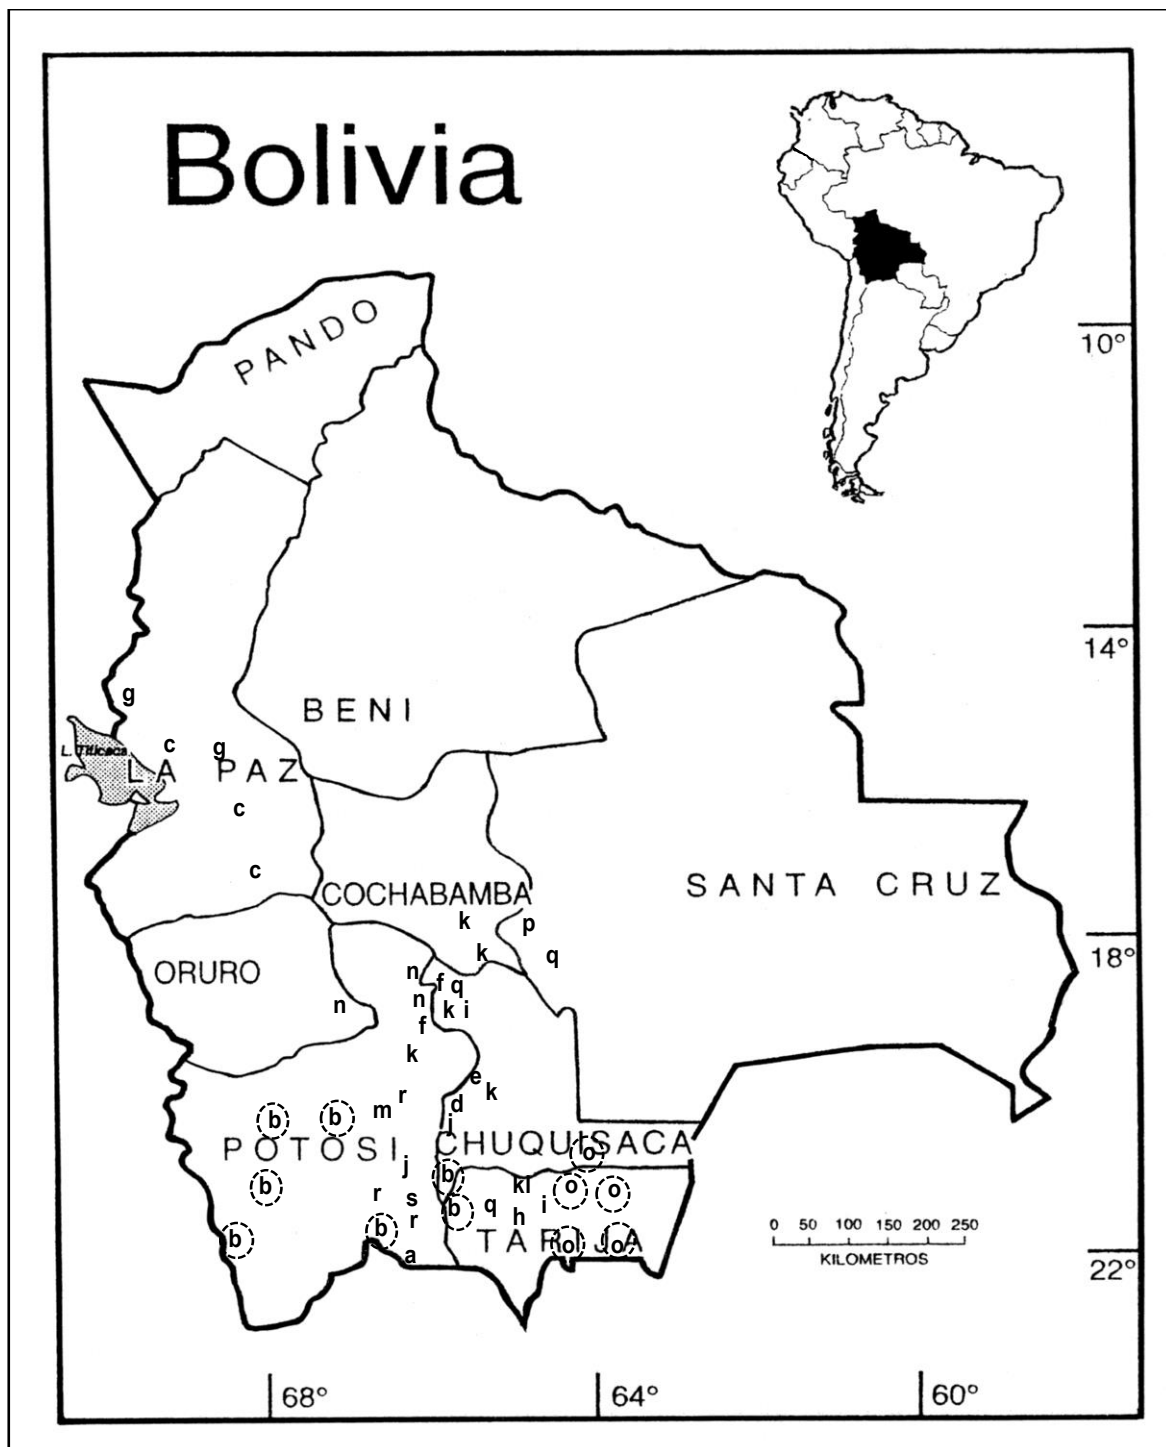 Bolivia
PANDO
10°
14°
g
BENI
L. Titicaca
c g
LA PAZ
c
c
SANTA CRUZ
COCHABAMBA
k p
18°
k q
ORURO
n f q
n n k i
f
k
e k
r d
m
b b j
POTOSI CHUQUISACA
o
j b
b kl o o
r s q i
b h
r
b b TARIJA
o o
a
0 50 100 150 200 250
KILOMETROS
22°
68° 64° 60°